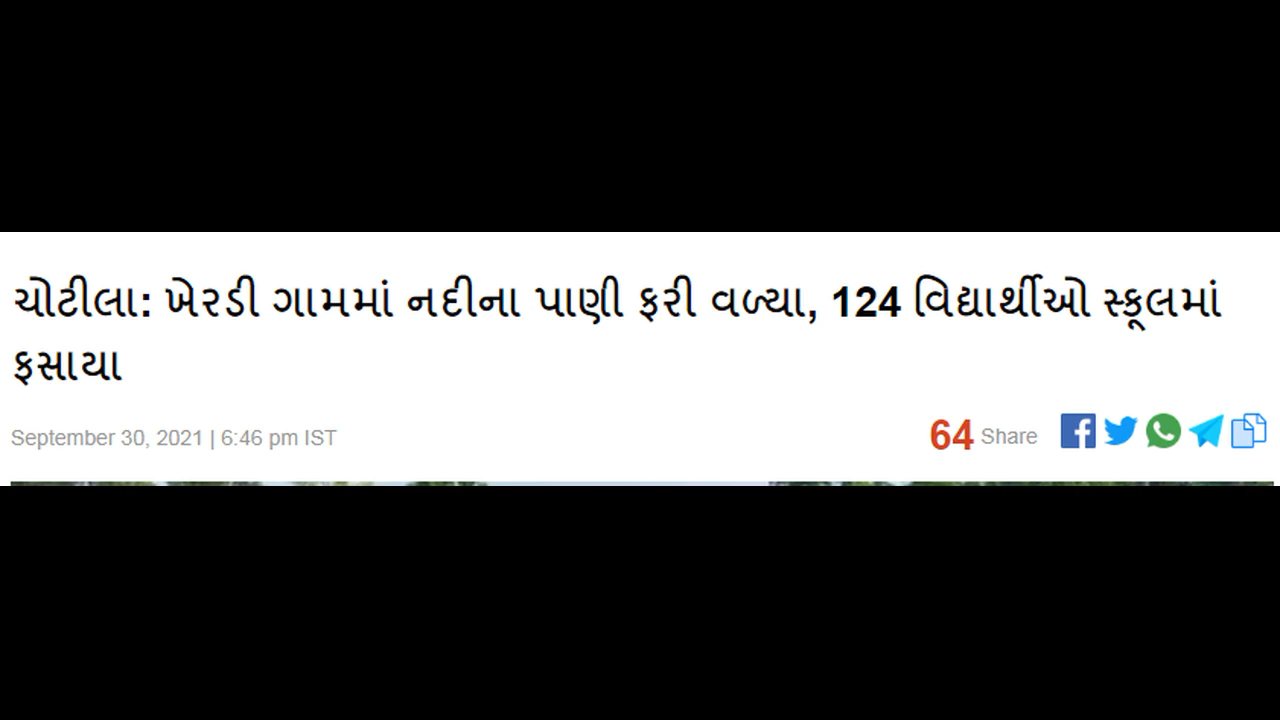 ચોટીલા: ખેરડી ગામમાં નદીના પાણી ફરી વળ્યા, 124 વિદ્યાર્થીઓ સ્કૂલમાં
ફસાયા
September 30, 2021 | 6:46 pm IST
64 Share